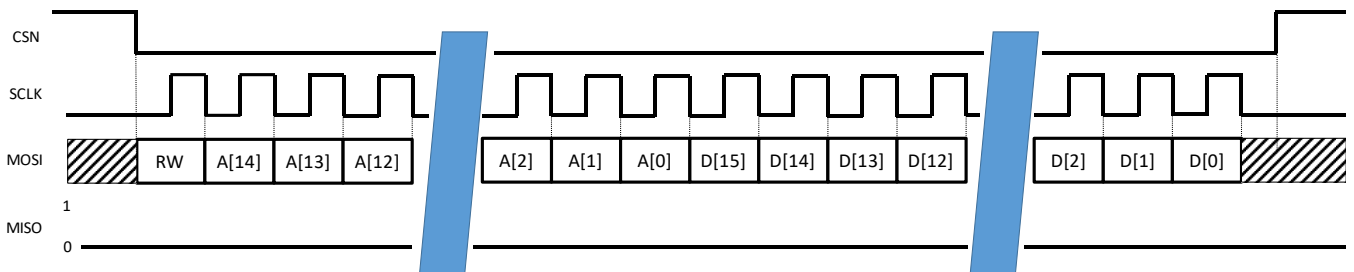 CSN
SCLK
MOSI RW A[14] A[13] A[12] A[2] A[1] A[0] D[15] D[14] D[13] D[12] D[2] D[1] D[0]
1
MISO
0